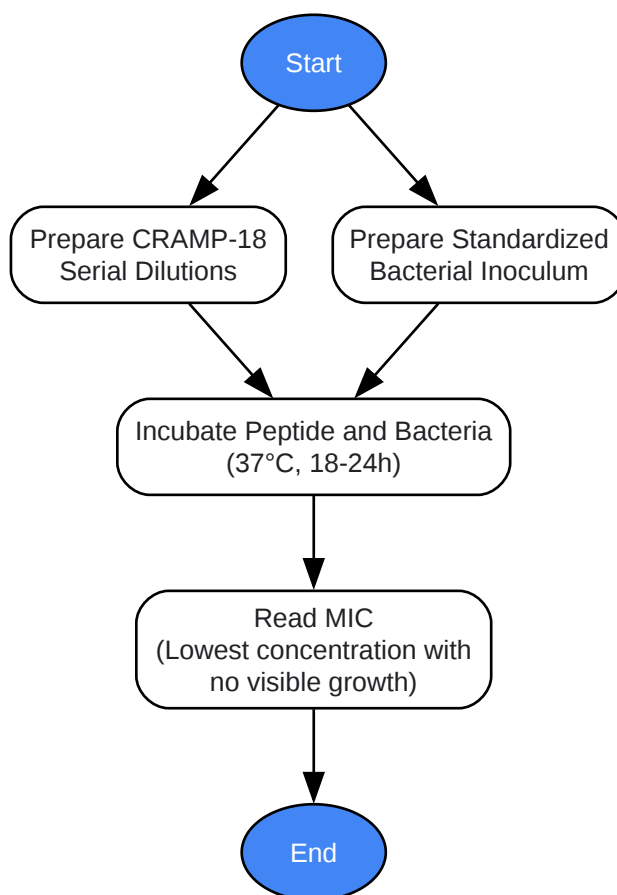 Start
Prepare CRAMP-18
Serial Dilutions
Prepare Standardized
Bacterial Inoculum
Incubate Peptide and Bacteria
(37°C, 18-24h)
Read MIC
(Lowest concentration with
no visible growth)
End